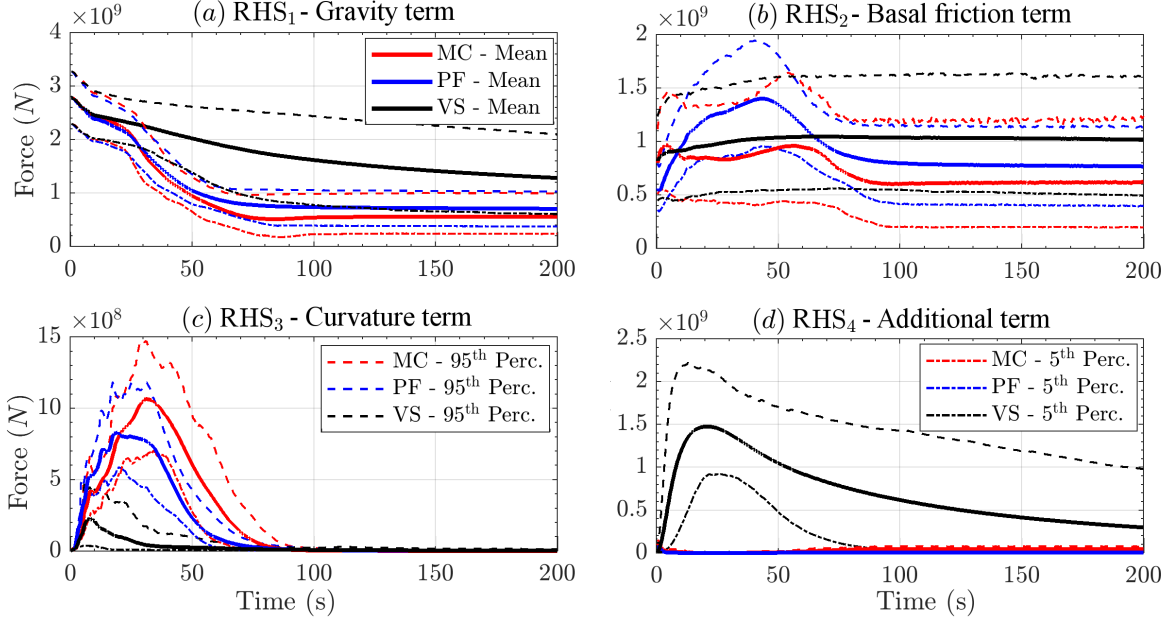 (a) RHS₁ - Gravity term
×10⁹
4
3
2
1
0
Force (N)
MC - Mean
PF - Mean
VS - Mean
0 50 100 150 200
(b) RHS₂ - Basal friction term
×10⁹
2
1.5
1
0.5
0
0 50 100 150 200
(c) RHS₃ - Curvature term
×10⁸
15
10
5
0
Force (N)
MC - 95th Perc.
PF - 95th Perc.
VS - 95th Perc.
0 50 100 150 200
Time (s)
(d) RHS₄ - Additional term
×10⁹
2.5
2
1.5
1
0.5
0
MC - 5th Perc.
PF - 5th Perc.
VS - 5th Perc.
0 50 100 150 200
Time (s)